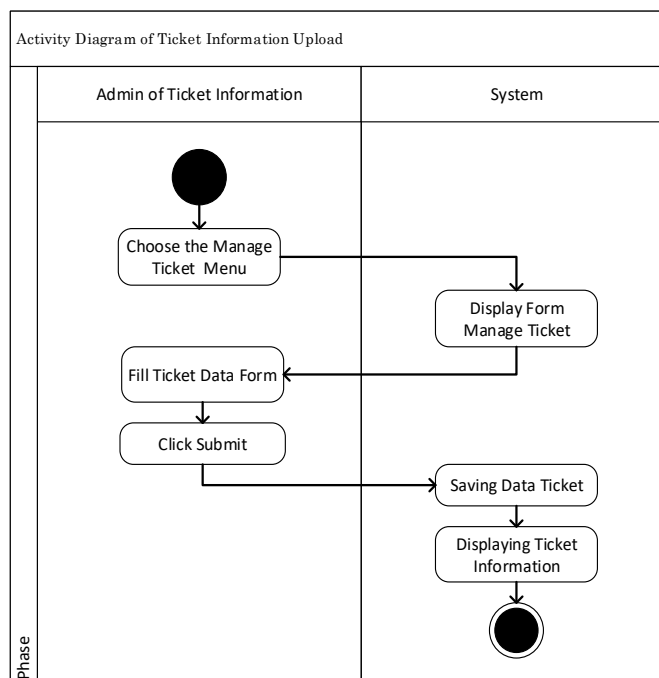 Activity Diagram of Ticket Information Upload
Admin of Ticket Information
System
Choose the Manage
Ticket Menu
Display Form
Manage Ticket
Fill Ticket Data Form
Click Submit
Saving Data Ticket
Displaying Ticket
Information
Phase